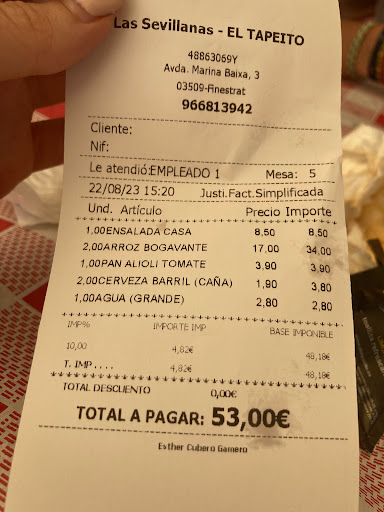 Las Sevillanas - EL TAPEITO
48863069Y
Avda. Marina Baixa, 3
03509-Finestrat
966813942
Cliente:
Nif:
Le atendió:EMPLEADO 1 Mesa: 5
22/08/23 15:20 Justi.Fact.Simplificada
Und. Artículo Precio Importe
1,00ENSALADA CASA 8,50 8,50
2,00ARROZ BOGAVANTE 17,00 34,00
1,00PAN ALIOLI TOMATE 3,90 3,90
2,00CERVEZA BARRIL (CAÑA) 1,90 3,80
1,00AGUA (GRANDE) 2,80 2,80
IMP% IMPORTE IMP BASE IMPONIBLE
10,00 4,82€ 48,18€
T. IMP.... 4,82€ 48,18€
TOTAL DESCUENTO 0,00€
TOTAL A PAGAR: 53,00€
Esther Cubero Gamero